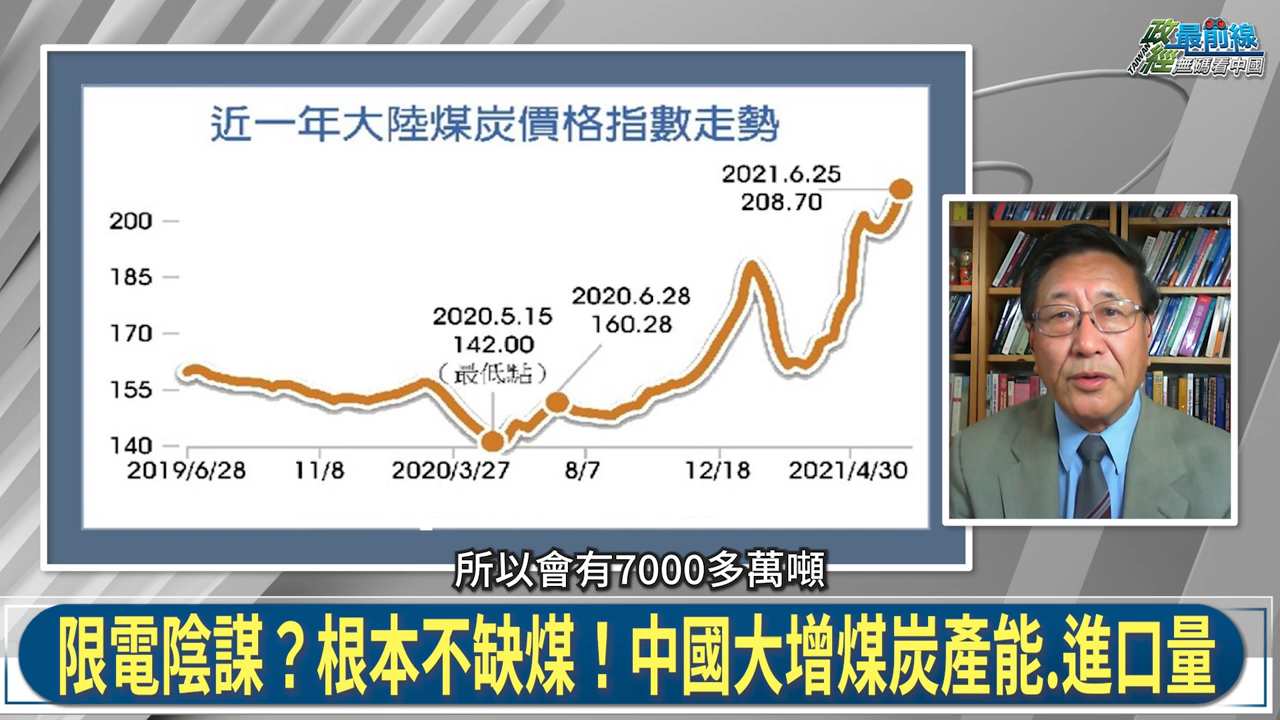 政經最前線
TAIWAN
無碼看中國
近一年大陸煤炭價格指數走勢
2021.6.25
208.70
200
185
2020.6.28
160.28
2020.5.15
142.00
(最低點)
170
155
140
2019/6/28 11/8 2020/3/27 8/7 12/18 2021/4/30
所以會有7000多萬噸
限電陰謀？根本不缺煤！中國大增煤炭產能.進口量